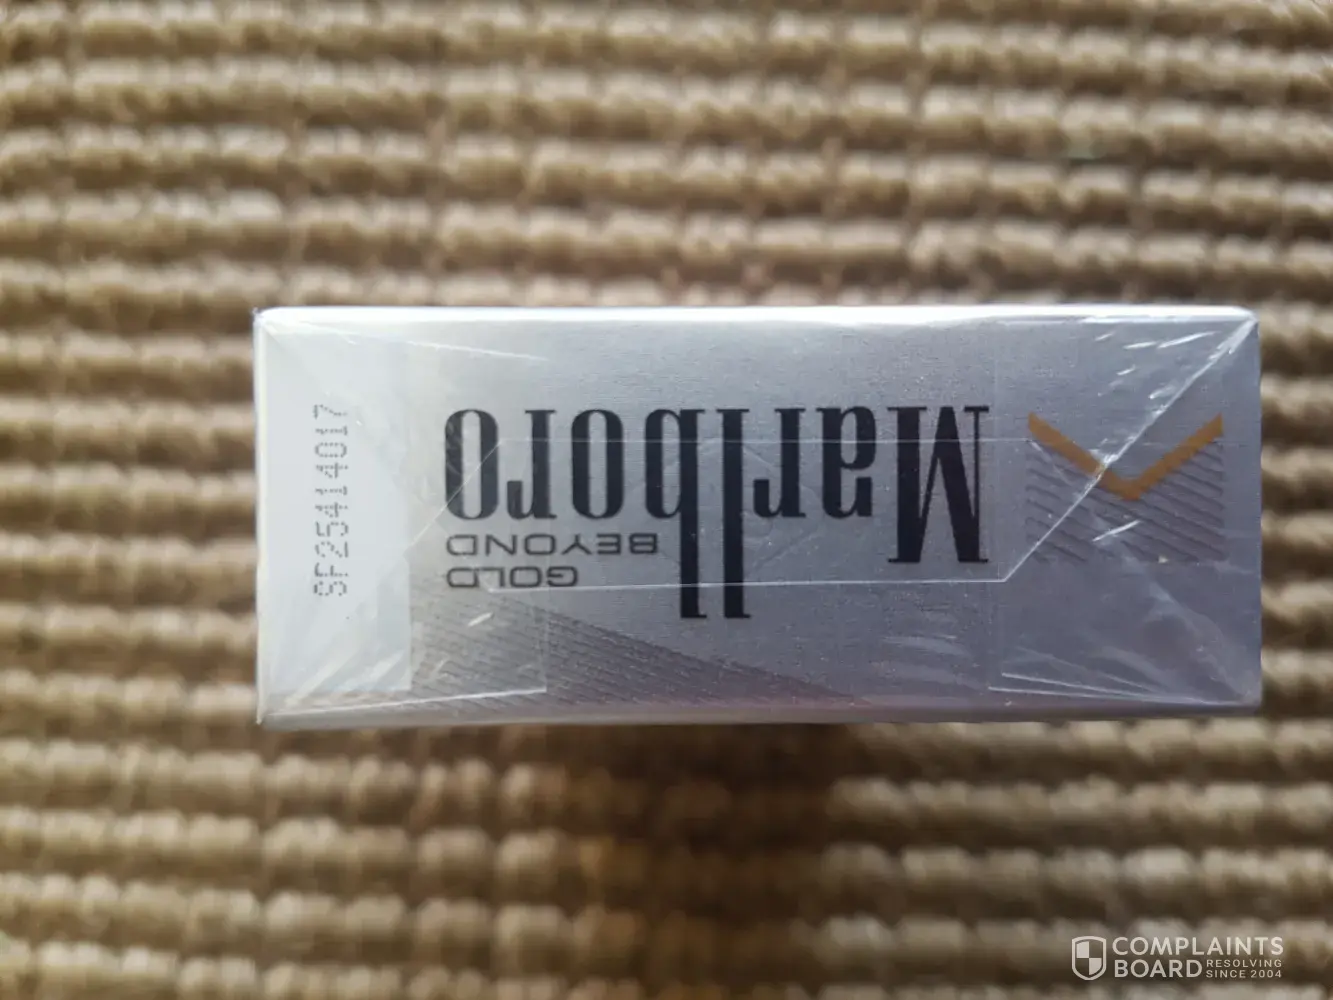 Marlboro
GOLD
BEYOND
SF25414017
COMPLAINTS
BOARD RESOLVING
SINCE 2004